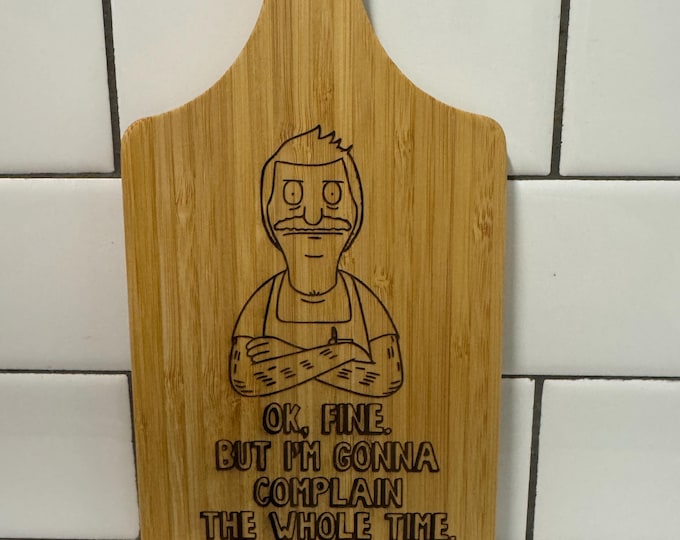 OK, FINE.
BUT I'M GONNA
COMPLAIN
THE WHOLE TIME.